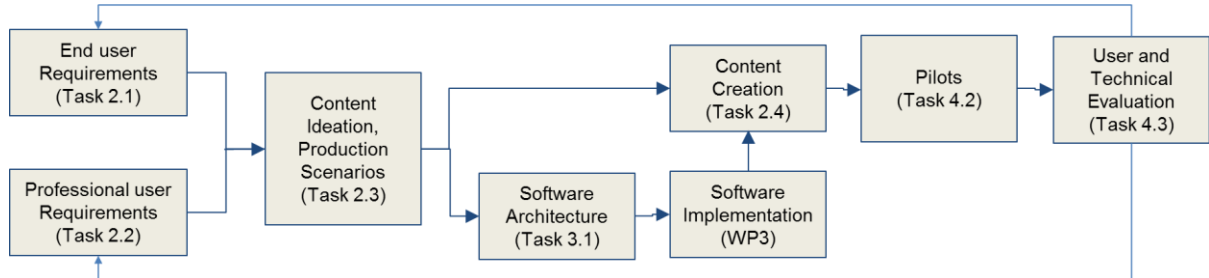 End user
Requirements
(Task 2.1)
Professional user
Requirements
(Task 2.2)
Content
Ideation,
Production
Scenarios
(Task 2.3)
Software
Architecture
(Task 3.1)
Software
Implementation
(WP3)
Content
Creation
(Task 2.4)
Pilots
(Task 4.2)
User and
Technical
Evaluation
(Task 4.3)